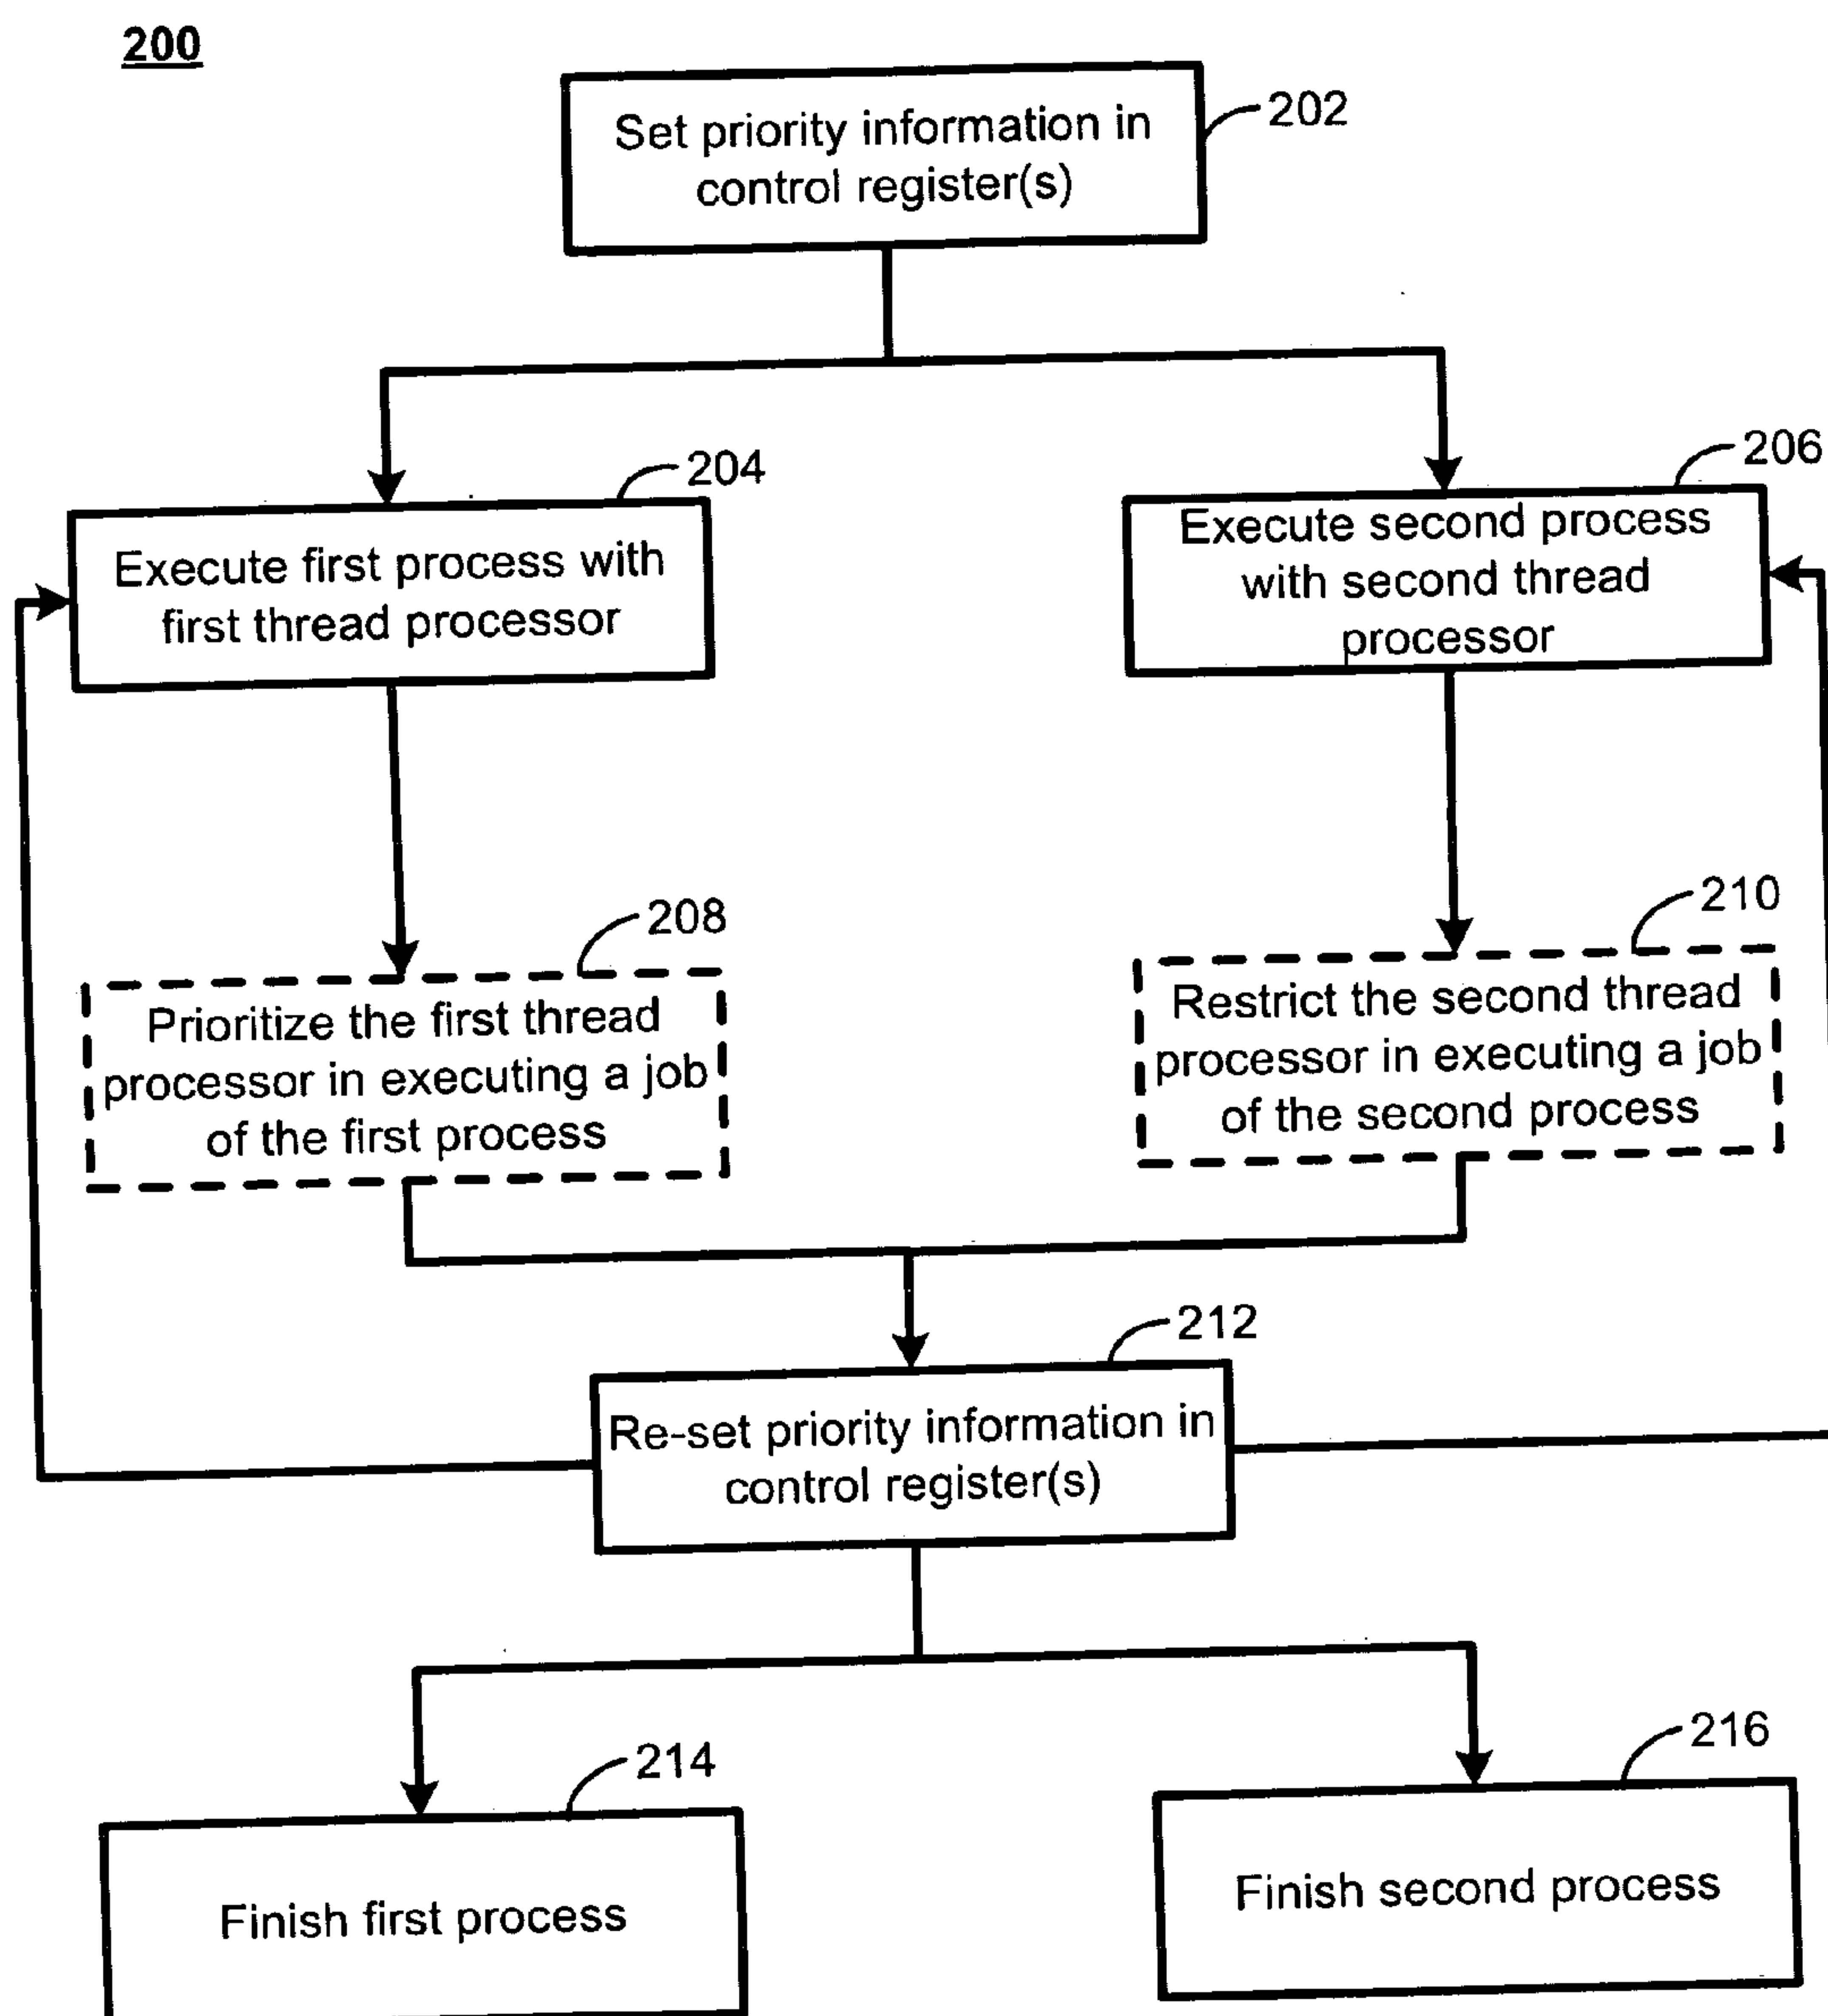 200
Set priority information in
control register(s)
202
204
Execute first process with
first thread processor
206
Execute second process
with second thread
processor
208
Prioritize the first thread
processor in executing a job
of the first process
210
Restrict the second thread
processor in executing a job
of the second process
212
Re-set priority information in
control register(s)
214
Finish first process
216
Finish second process